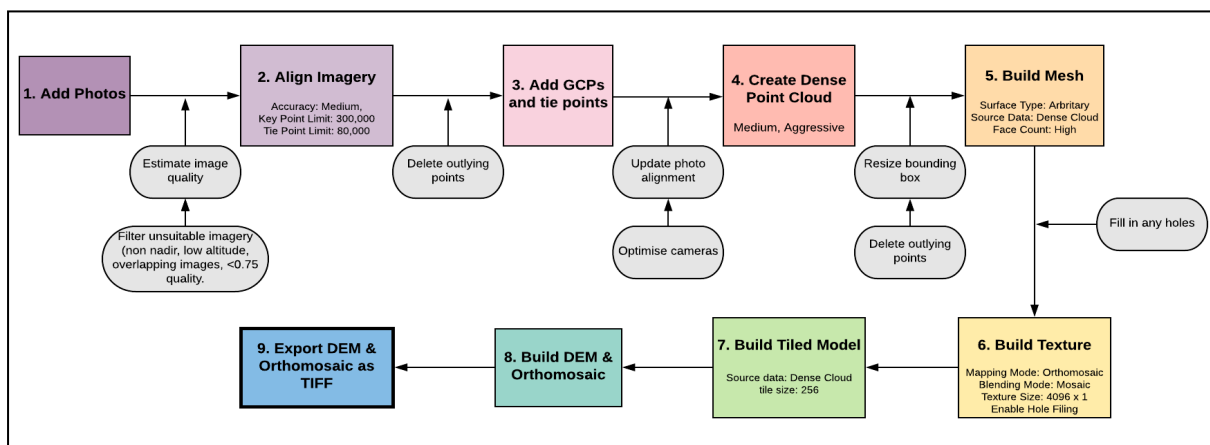 1. Add Photos
2. Align Imagery
Accuracy: Medium,
Key Point Limit: 300,000
Tie Point Limit: 80,000
3. Add GCPs
and tie points
4. Create Dense
Point Cloud
Medium, Aggressive
5. Build Mesh
Surface Type: Arbritary
Source Data: Dense Cloud
Face Count: High
Estimate image
quality
Delete outlying
points
Update photo
alignment
Resize bounding
box
Filter unsuitable imagery
(non nadir, low altitude,
overlapping images, <0.75
quality.
Optimise cameras
Delete outlying
points
Fill in any holes
6. Build Texture
Mapping Mode: Orthomosaic
Blending Mode: Mosaic
Texture Size: 4096 x 1
Enable Hole Filing
7. Build Tiled Model
Source data: Dense Cloud
tile size: 256
8. Build DEM &
Orthomosaic
9. Export DEM &
Orthomosaic as
TIFF